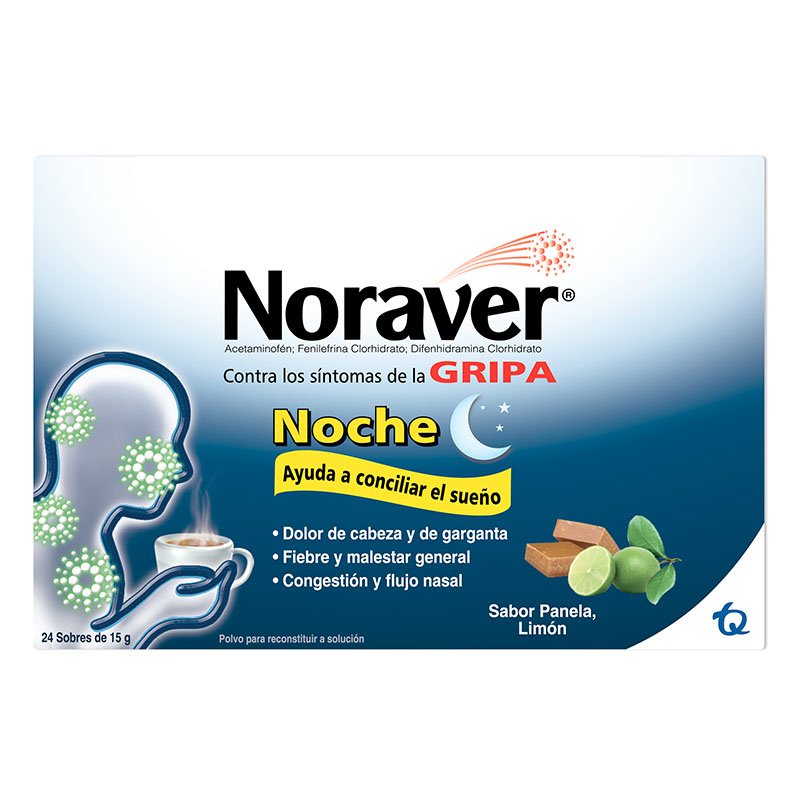 Noraver®
Acetaminofén; Fenilefrina Clorhidrato; Difenhidramina Clorhidrato
Contra los síntomas de la GRIPA
Noche
Ayuda a conciliar el sueño
• Dolor de cabeza y de garganta
• Fiebre y malestar general
• Congestión y flujo nasal
Sabor Panela,
Limón
24 Sobres de 15 g
Polvo para reconstituir a solución
TQ